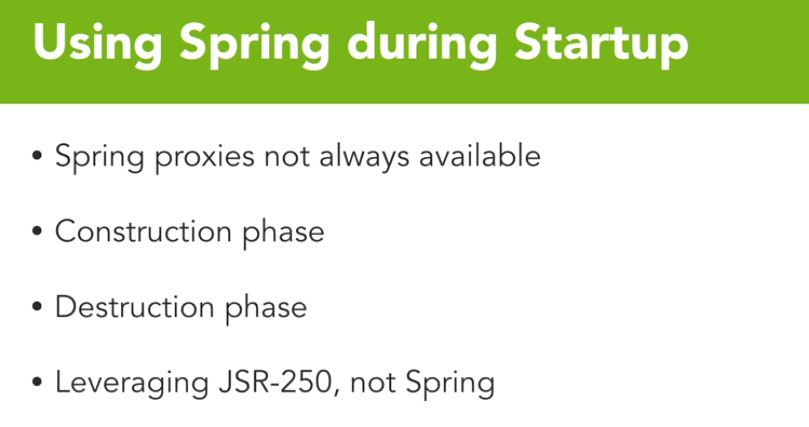 Using Spring during Startup
• Spring proxies not always available
• Construction phase
• Destruction phase
• Leveraging JSR-250, not Spring